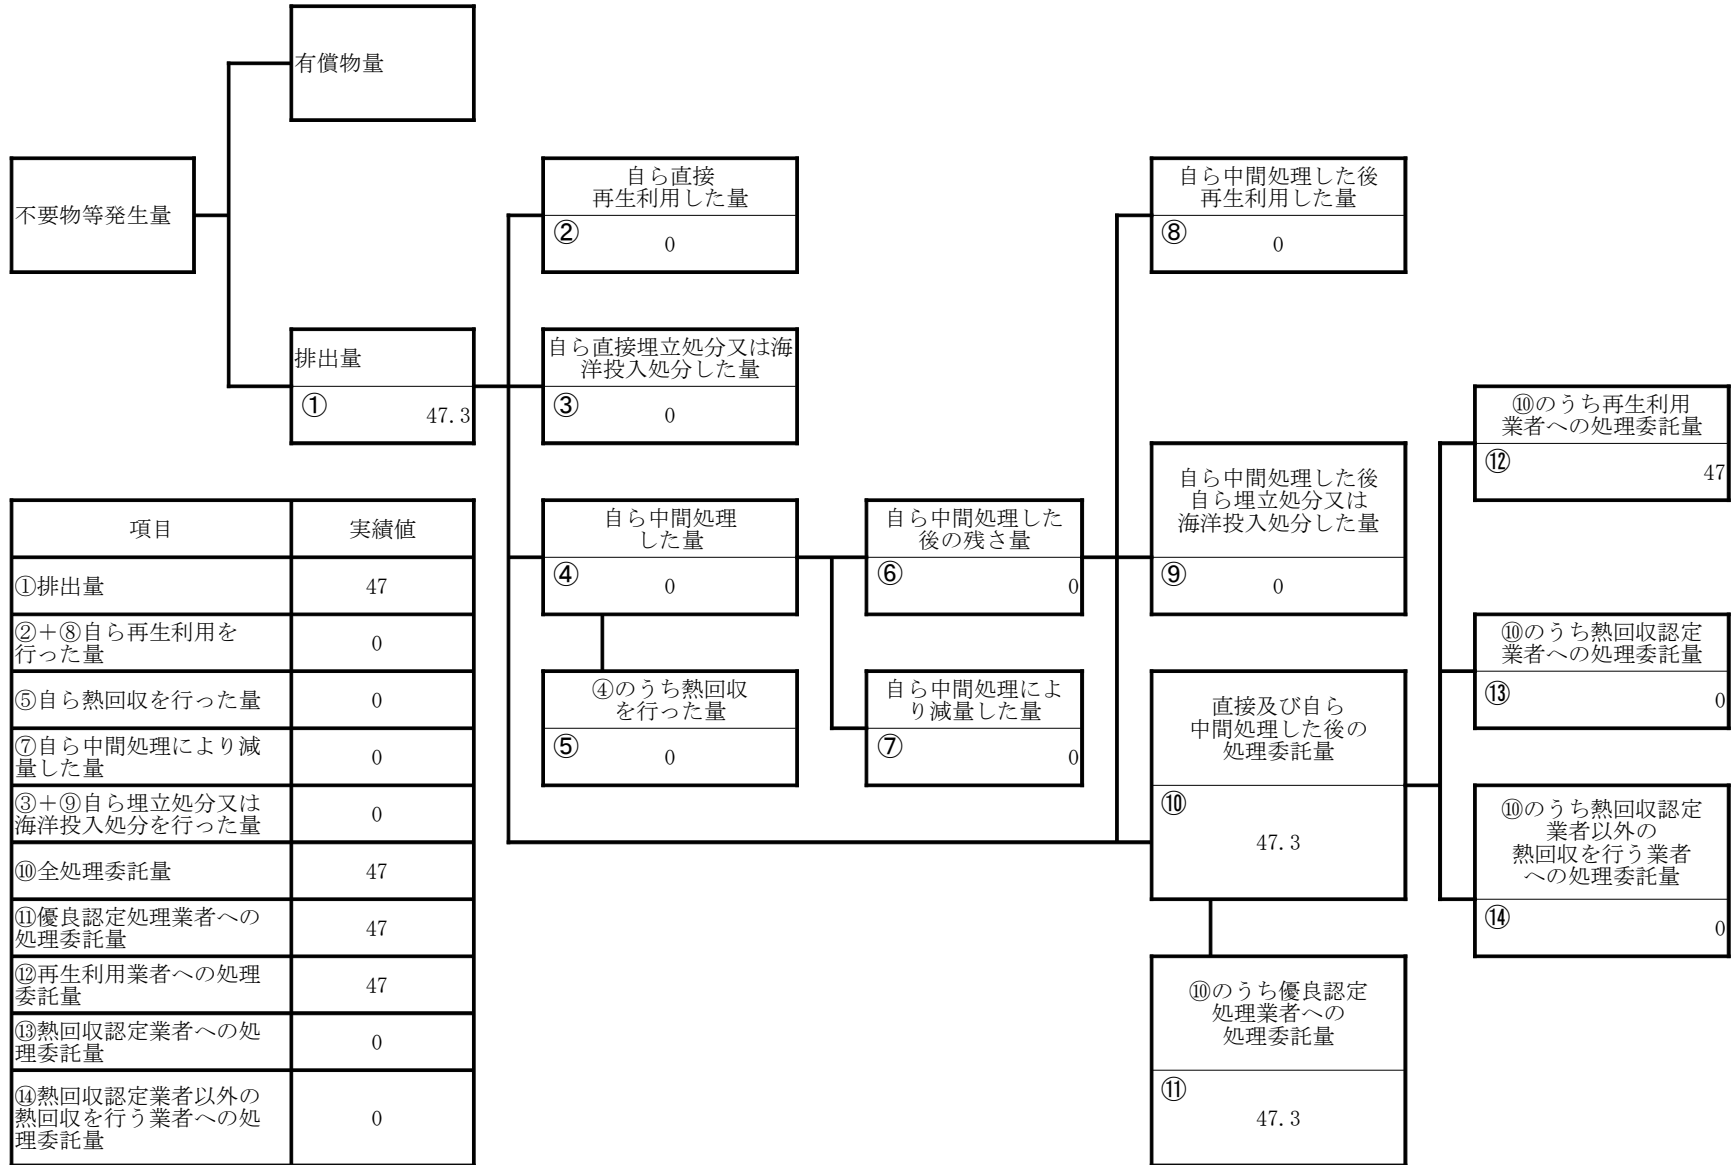 有償物量
不要物等発生量
自ら直接
再生利用した量
②
0
自ら中間処理した後
再生利用した量
⑧
0
排出量
①
47.3
自ら直接埋立処分又は海
洋投入処分した量
③
0
⑩のうち再生利用
業者への処理委託量
⑫
47
自ら中間処理
した量
④
0
自ら中間処理した
後の残さ量
⑥
0
自ら中間処理した後
自ら埋立処分又は
海洋投入処分した量
⑨
0
④のうち熱回収
を行った量
⑤
0
自ら中間処理によ
り減量した量
⑦
0
直接及び自ら
中間処理した後の
処理委託量
⑩
47.3
⑩のうち熱回収認定
業者への処理委託量
⑬
0
⑩のうち熱回収認定
業者以外の
熱回収を行う業者
への処理委託量
⑭
0
⑩のうち優良認定
処理業者への
処理委託量
⑪
47.3
項目 実績値
①排出量 47
②＋⑧自ら再生利用を
行った量 0
⑤自ら熱回収を行った量 0
⑦自ら中間処理により減
量した量 0
③＋⑨自ら埋立処分又は
海洋投入処分を行った量 0
⑩全処理委託量 47
⑪優良認定処理業者への
処理委託量 47
⑫再生利用業者への処理
委託量 47
⑬熱回収認定業者への処
理委託量 0
⑭熱回収認定業者以外の
熱回収を行う業者への処
理委託量 0